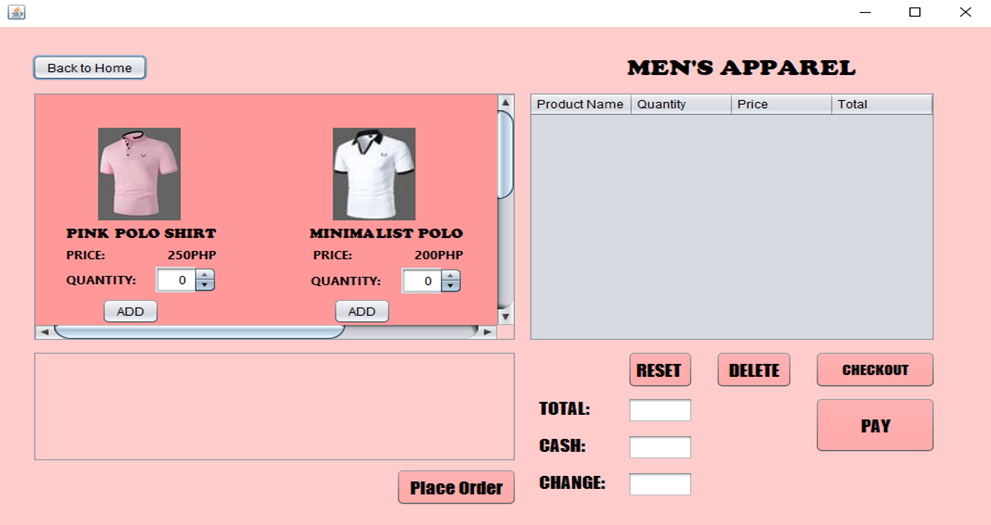 Back to Home
MEN'S APPAREL
PINK POLO SHIRT
PRICE: 250PHP
QUANTITY: 0
ADD
MINIMALIST POLO
PRICE: 200PHP
QUANTITY: 0
ADD
Product Name Quantity Price Total
RESET DELETE CHECKOUT
TOTAL:
PAY
CASH:
CHANGE:
Place Order